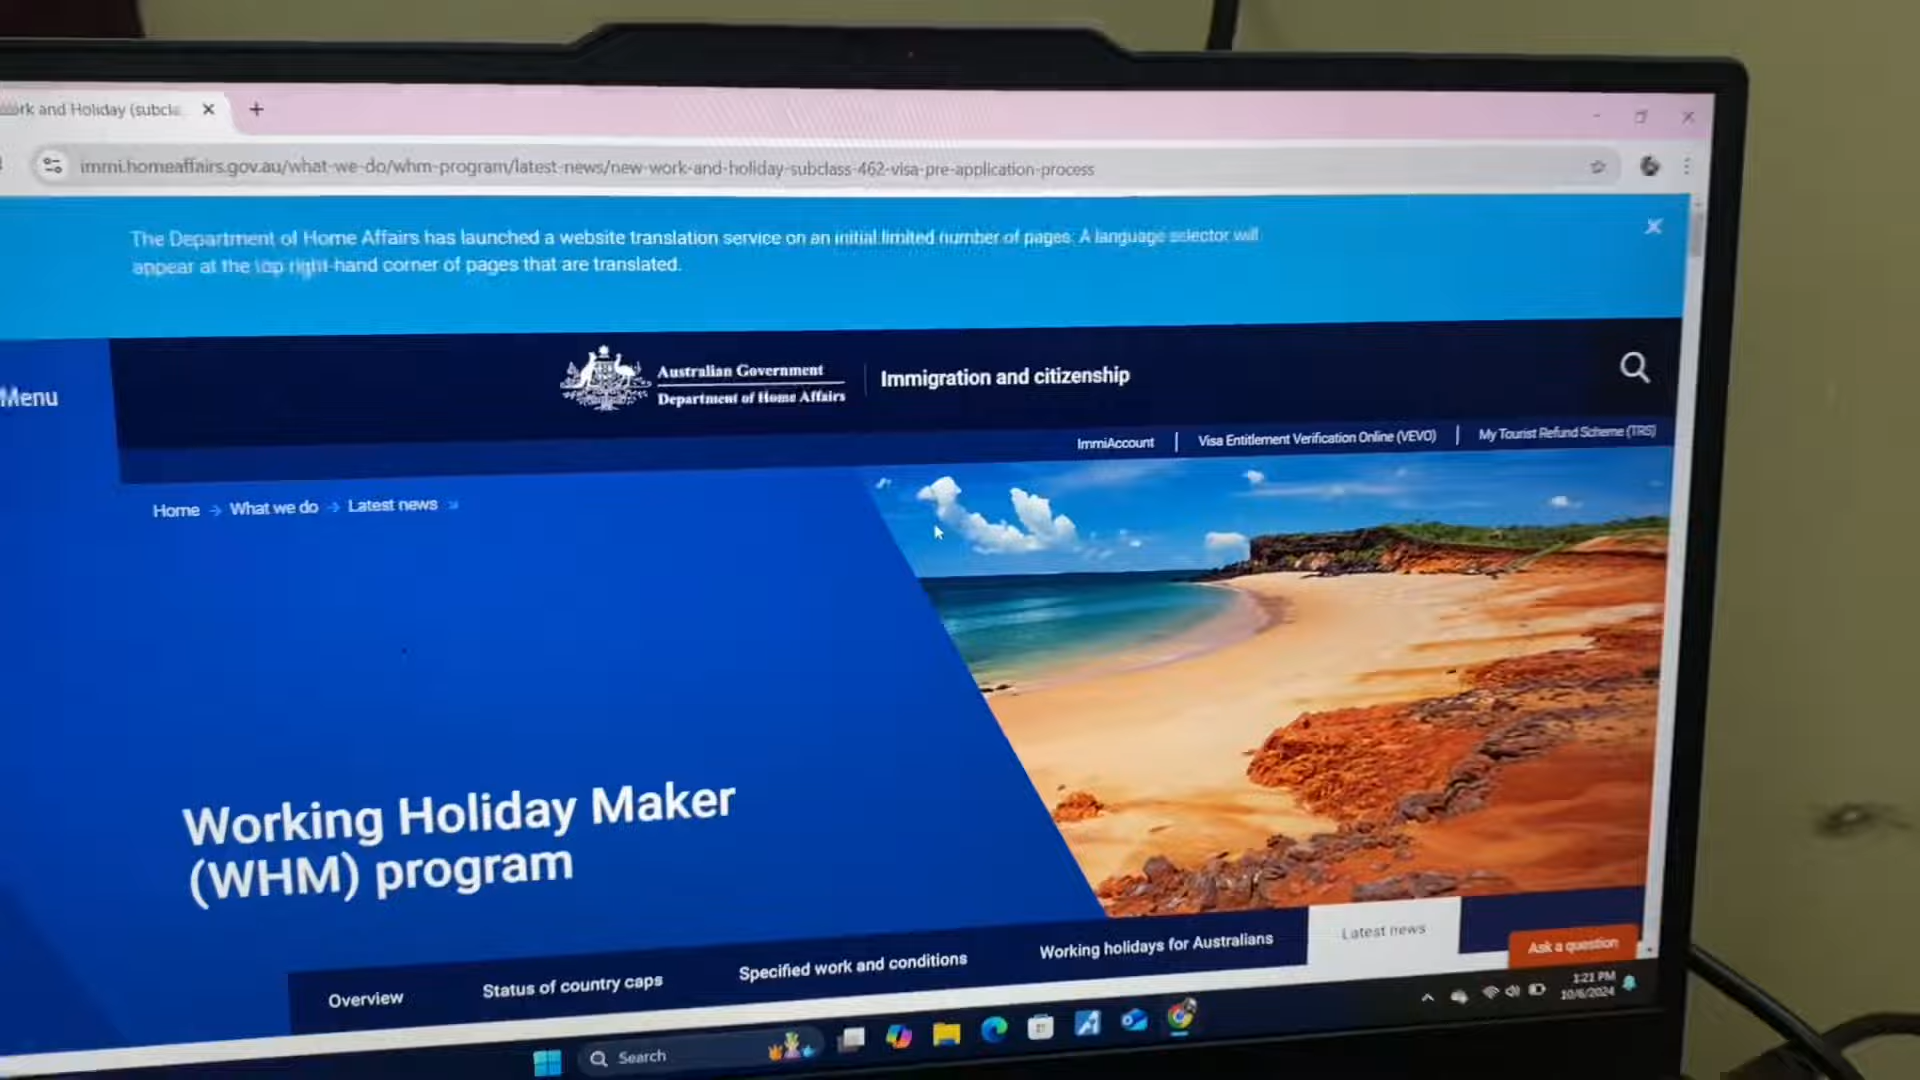 and Holiday (subcla
immi.homeaffairs.gov.au/what-we-do/whm-program/latest-news/new-work-and-holiday-subclass-462-visa-pre-application-process
The Department of Home Affairs has launched a website translation service on an initial limited number of pages. A language selector will
appear at the top right-hand corner of pages that are translated.
Menu
Australian Government
Department of Home Affairs
Immigration and citizenship
ImmiAccount
Visa Entitlement Verification Online (VEVO)
My Tourist Refund Scheme (TRS)
Home
What we do
Latest news
Working Holiday Maker
(WHM) program
Overview
Status of country caps
Specified work and conditions
Working holidays for Australians
Latest news
Ask a question
Search
1:21 PM
10/6/2024